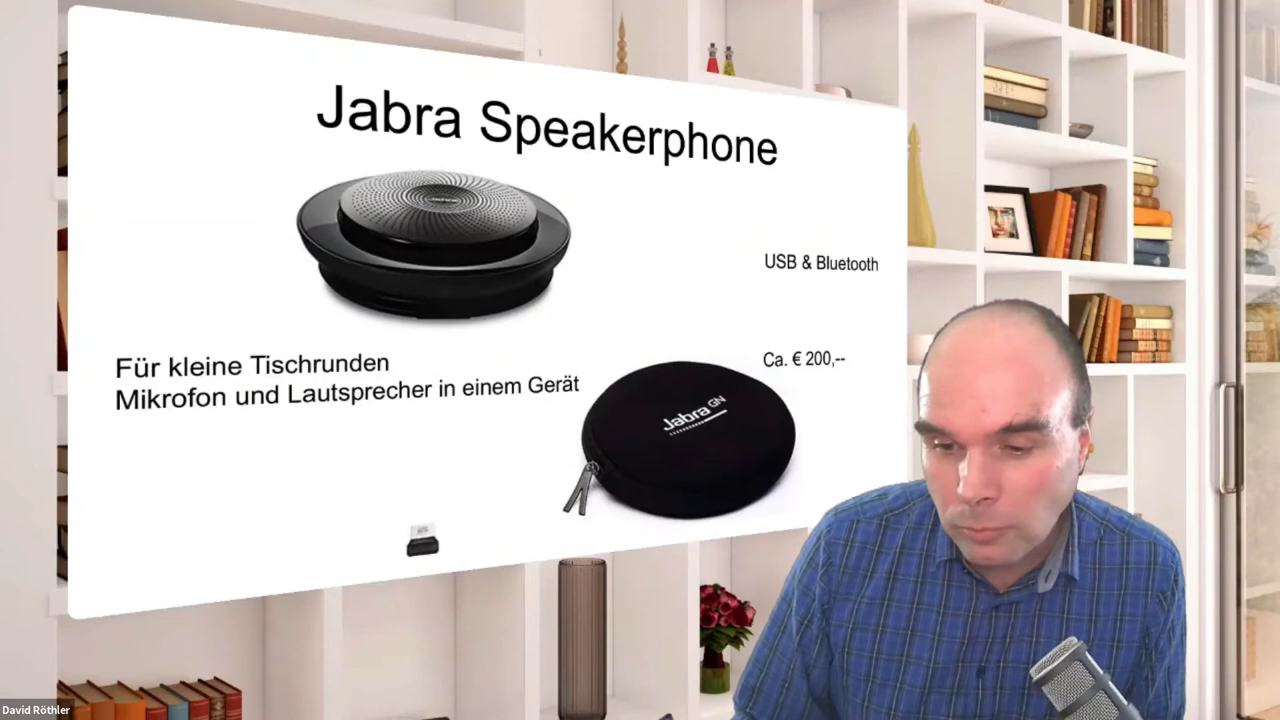 Jabra Speakerphone
Jabra
USB & Bluetooth
Für kleine Tischrunden
Mikrofon und Lautsprecher in einem Gerät
Ca. € 200,--
Jabra GN
David Röthler